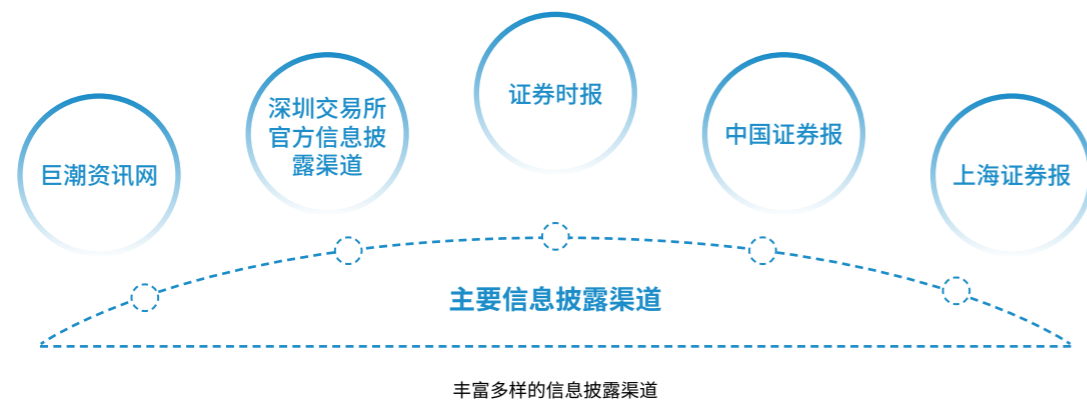 巨潮资讯网
深圳交易所
官方信息披
露渠道
证券时报
中国证券报
上海证券报
主要信息披露渠道
丰富多样的信息披露渠道